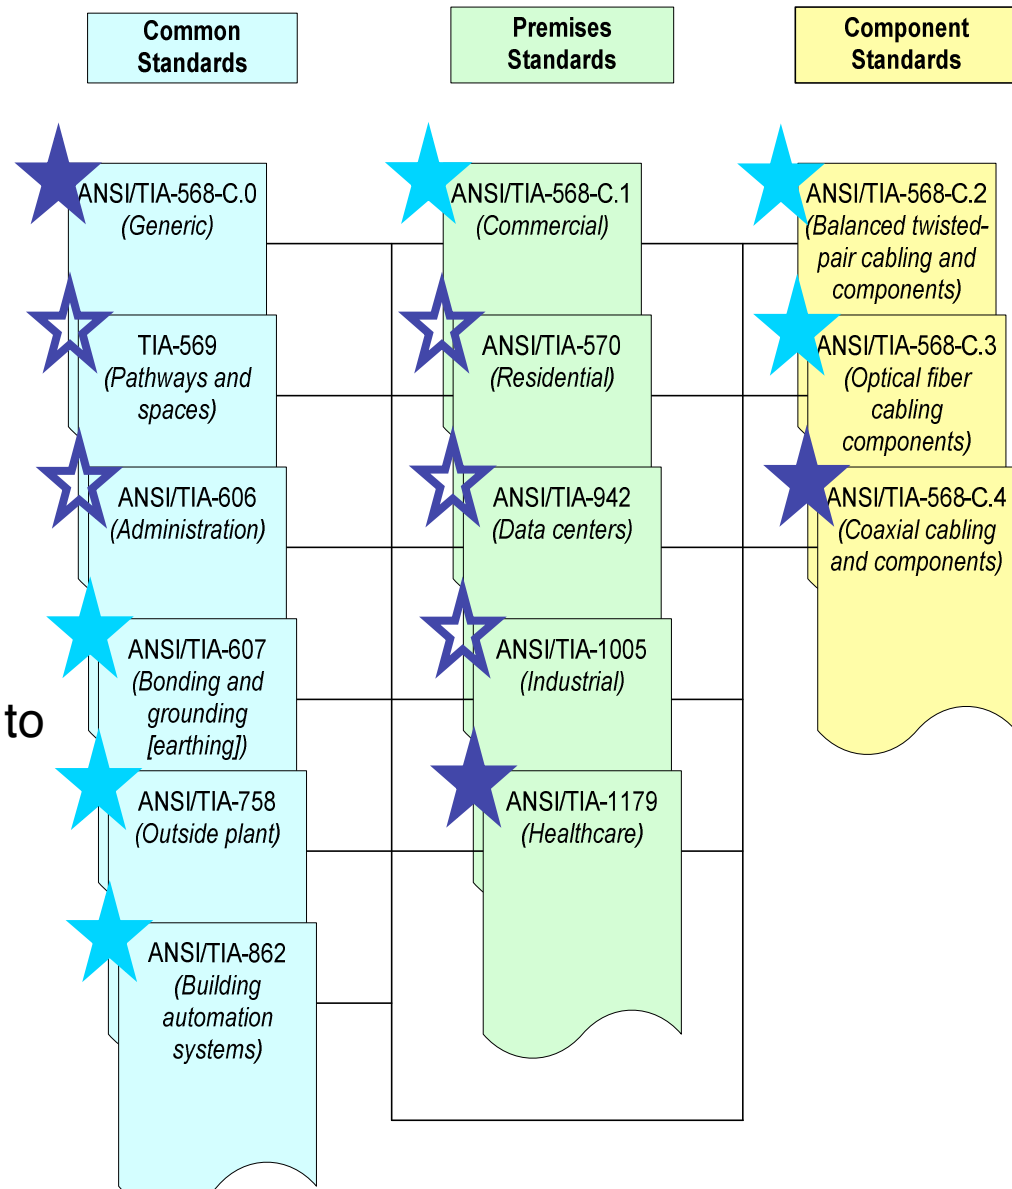 Common
Standards
Premises
Standards
Component
Standards
ANSI/TIA-568-C.0
(Generic)
TIA-569
(Pathways and
spaces)
ANSI/TIA-606
(Administration)
ANSI/TIA-607
(Bonding and
grounding
[earthing])
ANSI/TIA-758
(Outside plant)
ANSI/TIA-862
(Building
automation
systems)
ANSI/TIA-568-C.1
(Commercial)
ANSI/TIA-570
(Residential)
ANSI/TIA-942
(Data centers)
ANSI/TIA-1005
(Industrial)
ANSI/TIA-1179
(Healthcare)
ANSI/TIA-568-C.2
(Balanced twisted-
pair cabling and
components)
ANSI/TIA-568-C.3
(Optical fiber
cabling
components)
ANSI/TIA-568-C.4
(Coaxial cabling
and components)
to